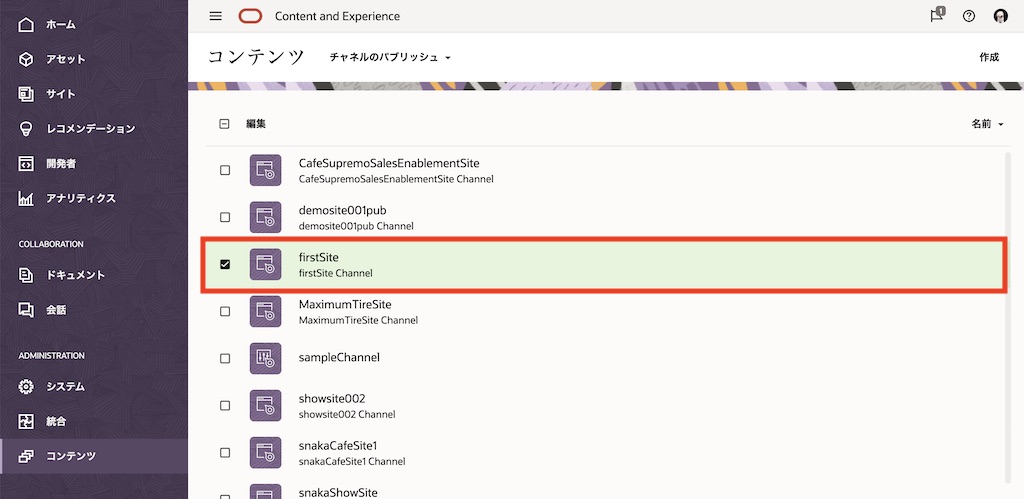 ホーム
アセット
サイト
レコメンデーション
開発者
アナリティクス
COLLABORATION
ドキュメント
会話
ADMINISTRATION
システム
統合
コンテンツ
Content and Experience
1
コンテンツ
チャネルのパブリッシュ
作成
編集
名前
CafeSupremoSalesEnablementSite
CafeSupremoSalesEnablementSite Channel
demosite001pub
demosite001pub Channel
firstSite
firstSite Channel
MaximumTireSite
MaximumTireSite Channel
sampleChannel
showsite002
showsite002 Channel
snakaCafeSite1
snakaCafeSite1 Channel
snakaShowSite